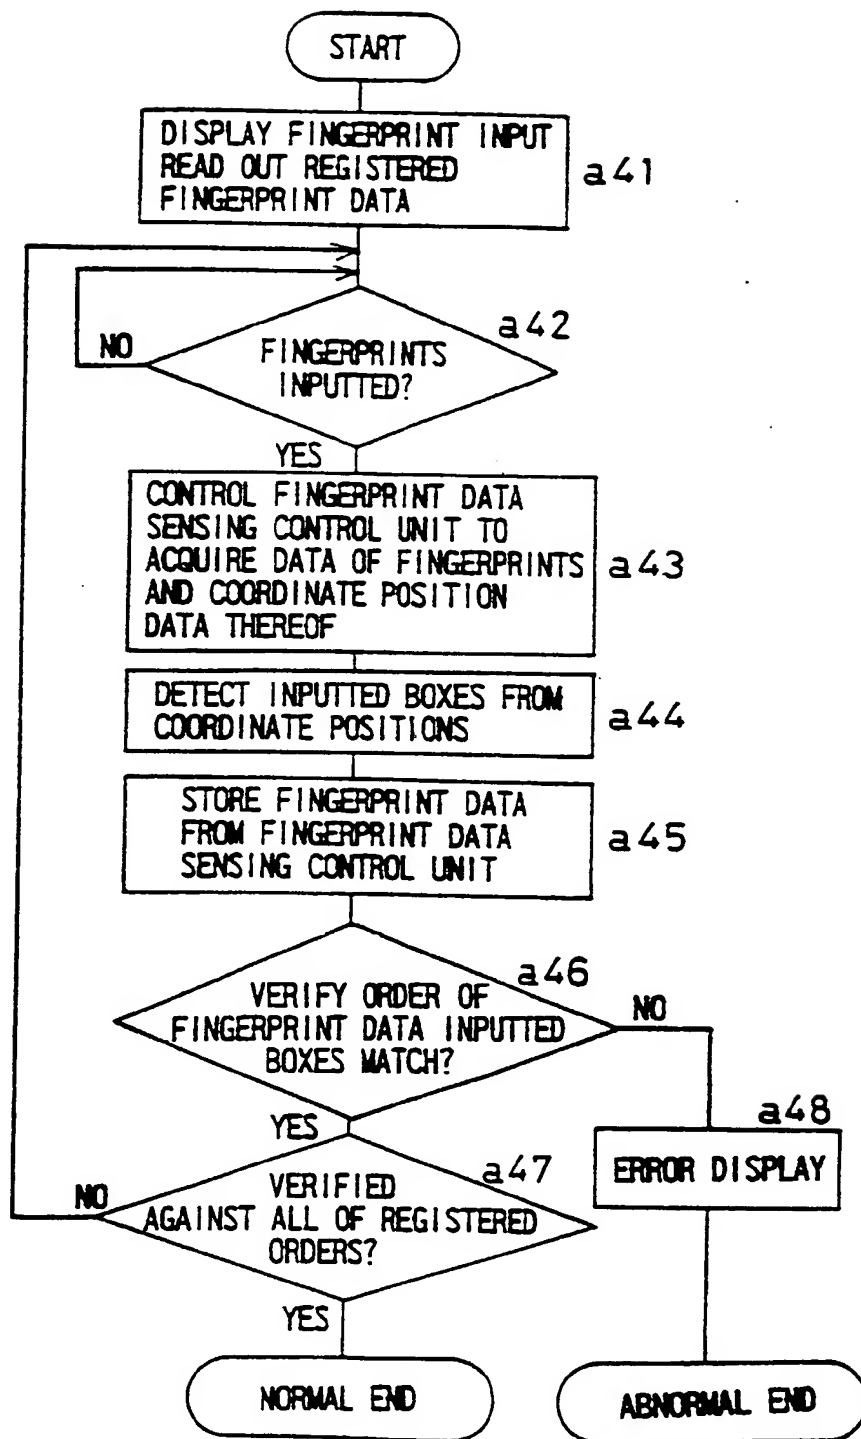 START
DISPLAY FINGERPRINT INPUT
READ OUT REGISTERED
FINGERPRINT DATA
a41
a42
NO
FINGERPRINTS
INPUTTED?
YES
CONTROL FINGERPRINT DATA
SENSING CONTROL UNIT TO
ACQUIRE DATA OF FINGERPRINTS
AND COORDINATE POSITION
DATA THEREOF
a43
DETECT INPUTTED BOXES FROM
COORDINATE POSITIONS
a44
STORE FINGERPRINT DATA
FROM FINGERPRINT DATA
SENSING CONTROL UNIT
a45
a46
VERIFY ORDER OF
FINGERPRINT DATA INPUTTED
BOXES MATCH?
NO
YES
a48
ERROR DISPLAY
a47
NO
VERIFIED
AGAINST ALL OF REGISTERED
ORDERS?
YES
NORMAL END
ABNORMAL END